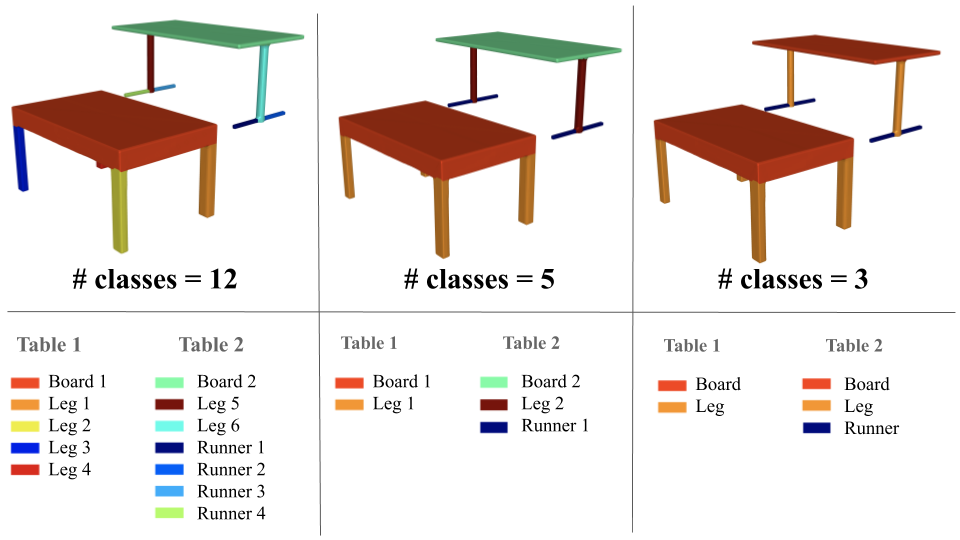 # classes = 12
# classes = 5
# classes = 3
Table 1
Board 1
Leg 1
Leg 2
Leg 3
Leg 4
Table 2
Board 2
Leg 5
Leg 6
Runner 1
Runner 2
Runner 3
Runner 4
Table 1
Board 1
Leg 1
Table 2
Board 2
Leg 2
Runner 1
Table 1
Board
Leg
Table 2
Board
Leg
Runner